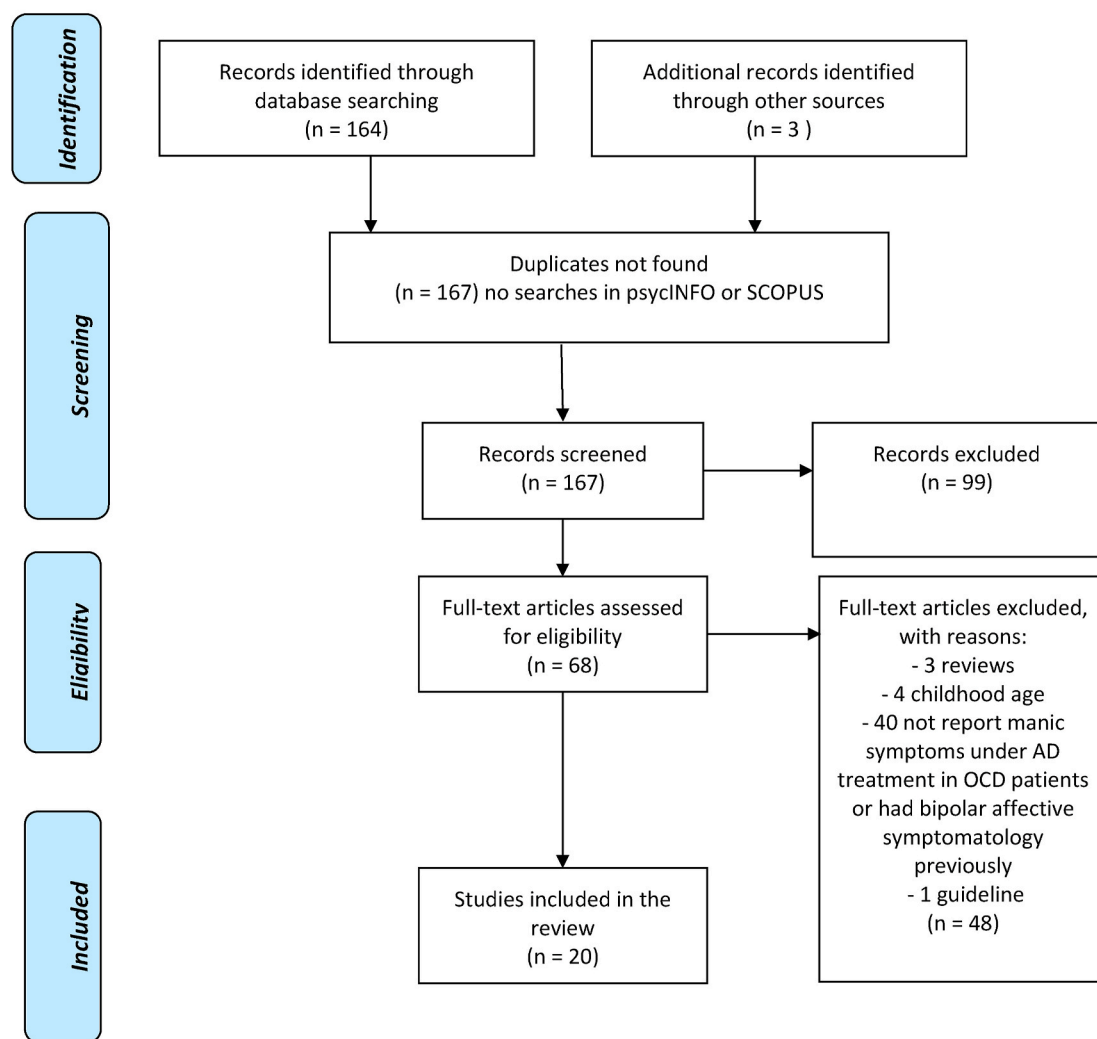 Identification
Records identified through
database searching
(n = 164)
Additional records identified
through other sources
(n = 3 )
Screening
Duplicates not found
(n = 167) no searches in psycINFO or SCOPUS
Records screened
(n = 167)
Records excluded
(n = 99)
Eligibility
Full-text articles assessed
for eligibility
(n = 68)
Full-text articles excluded,
with reasons:
- 3 reviews
- 4 childhood age
- 40 not report manic
symptoms under AD
treatment in OCD patients
or had bipolar affective
symptomatology
previously
- 1 guideline
(n = 48)
Included
Studies included in the
review
(n = 20)